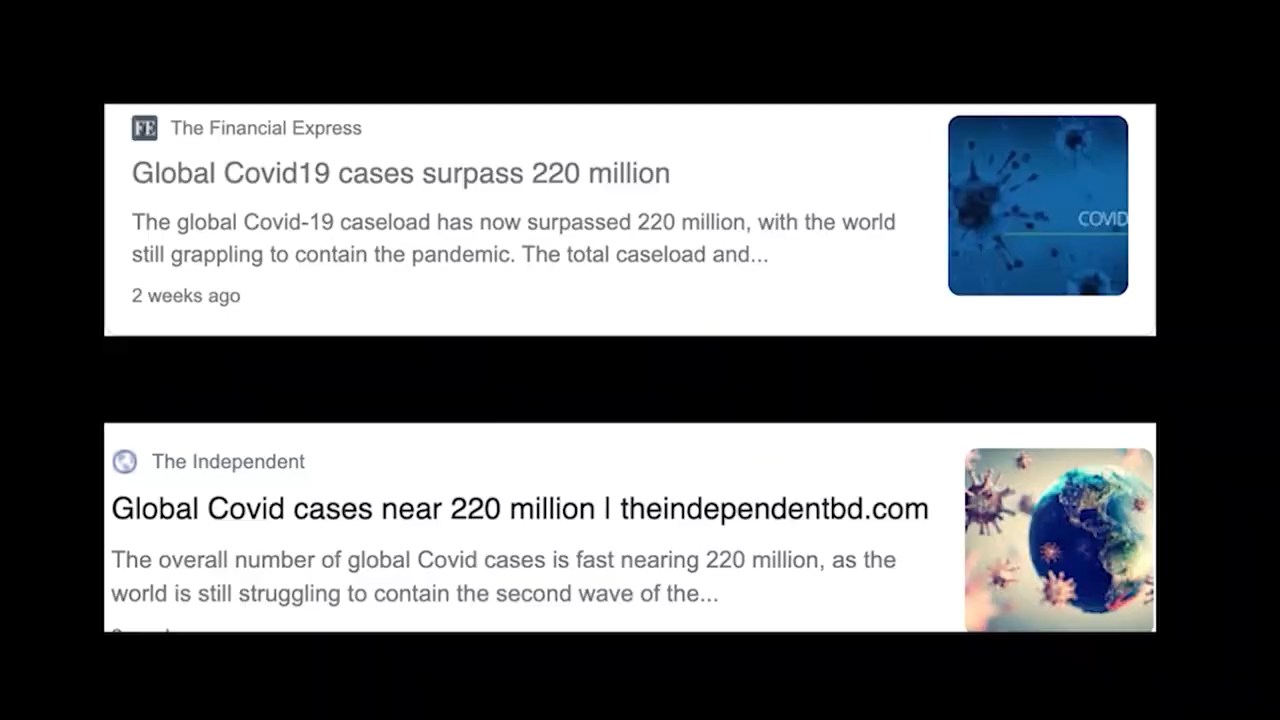 FE The Financial Express
Global Covid19 cases surpass 220 million
The global Covid-19 caseload has now surpassed 220 million, with the world
still grappling to contain the pandemic. The total caseload and...
2 weeks ago
COVID
The Independent
Global Covid cases near 220 million | theindependentbd.com
The overall number of global Covid cases is fast nearing 220 million, as the
world is still struggling to contain the second wave of the...